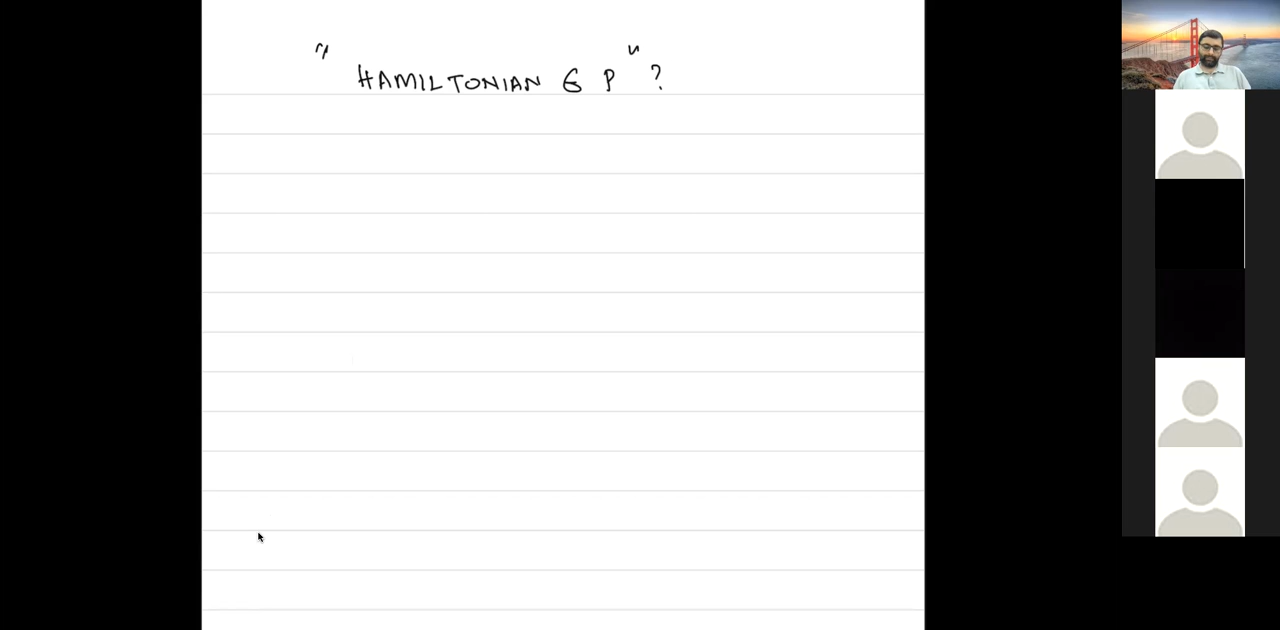 " HAMILTONIAN ∈ P " ?